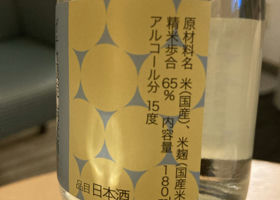 原材料名 米(国産)、米麹(国産米
精米歩合 65% 内容量 180
アルコール分 15度
品目 日本酒